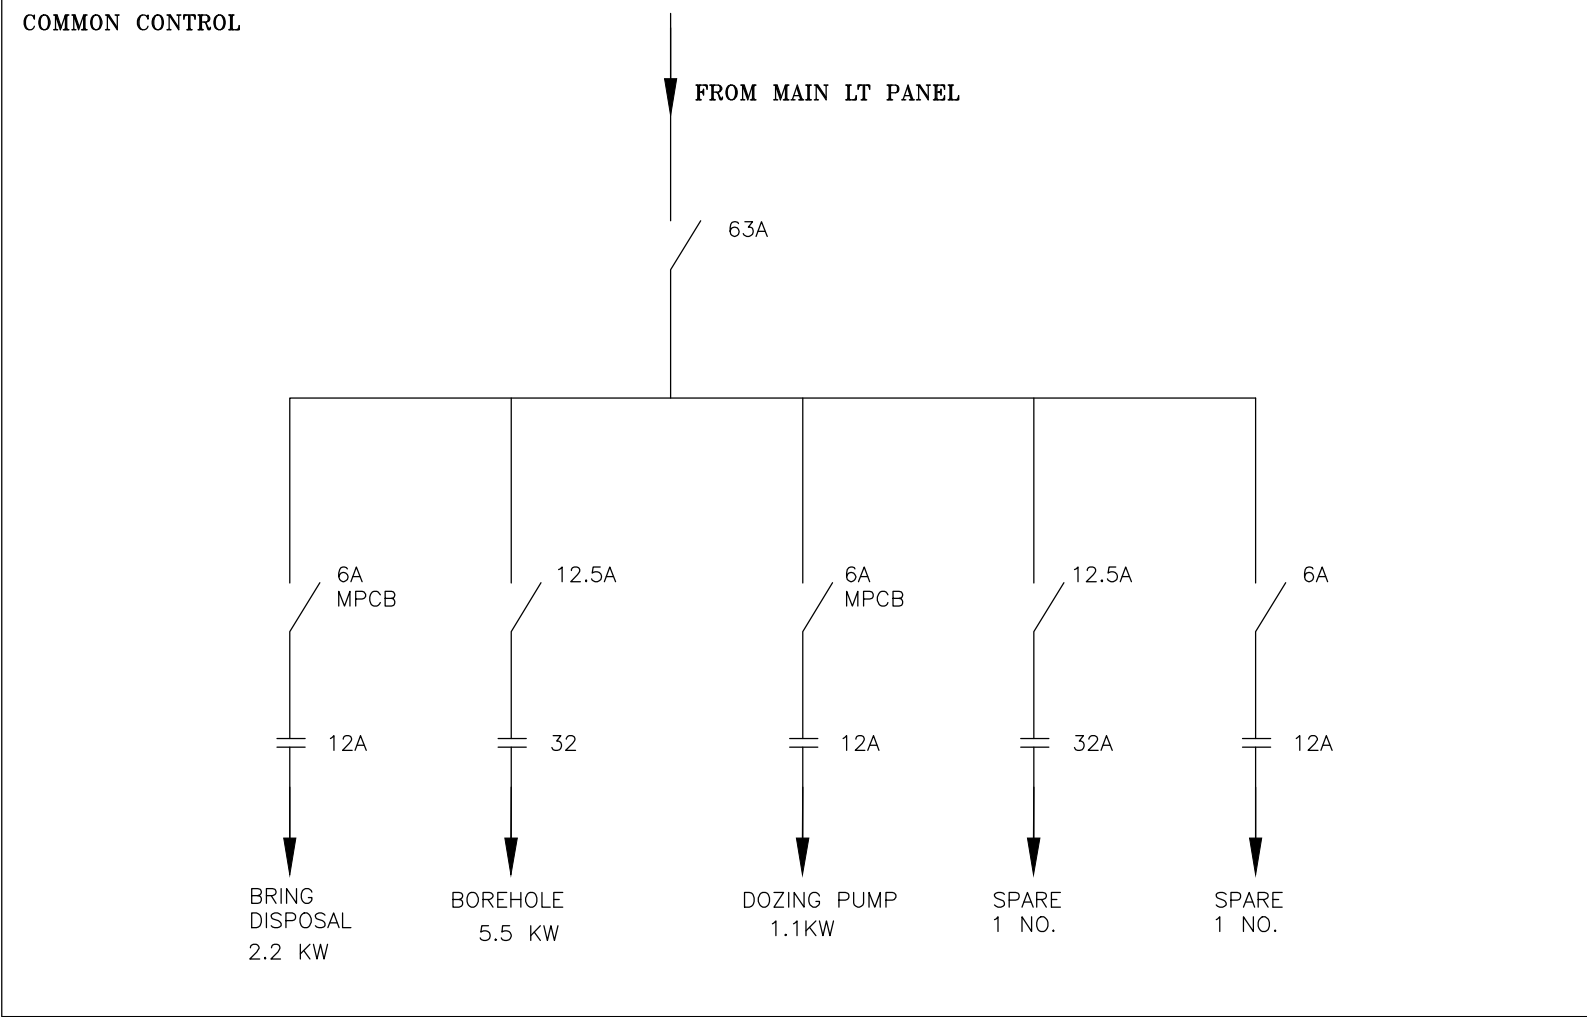 COMMON CONTROL
FROM MAIN LT PANEL
63A
6A
MPCB
12.5A
6A
MPCB
12.5A
6A
12A
32
12A
32A
12A
BRING
DISPOSAL
2.2 KW
BOREHOLE
5.5 KW
DOZING PUMP
1.1KW
SPARE
1 NO.
SPARE
1 NO.